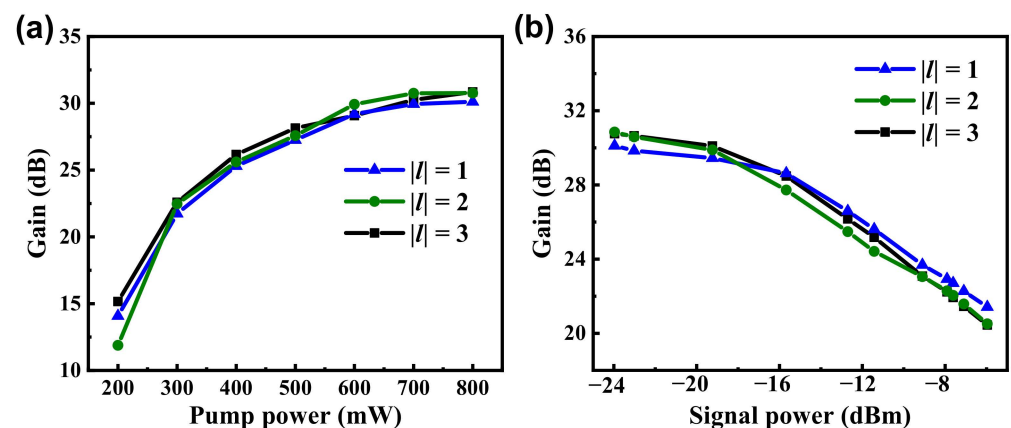 (a)
35
30
25
20
15
10
Gain (dB)
|l| = 1
|l| = 2
|l| = 3
200 300 400 500 600 700 800
Pump power (mW)
(b)
36
32
28
24
20
Gain (dB)
|l| = 1
|l| = 2
|l| = 3
−24 −20 −16 −12 −8
Signal power (dBm)